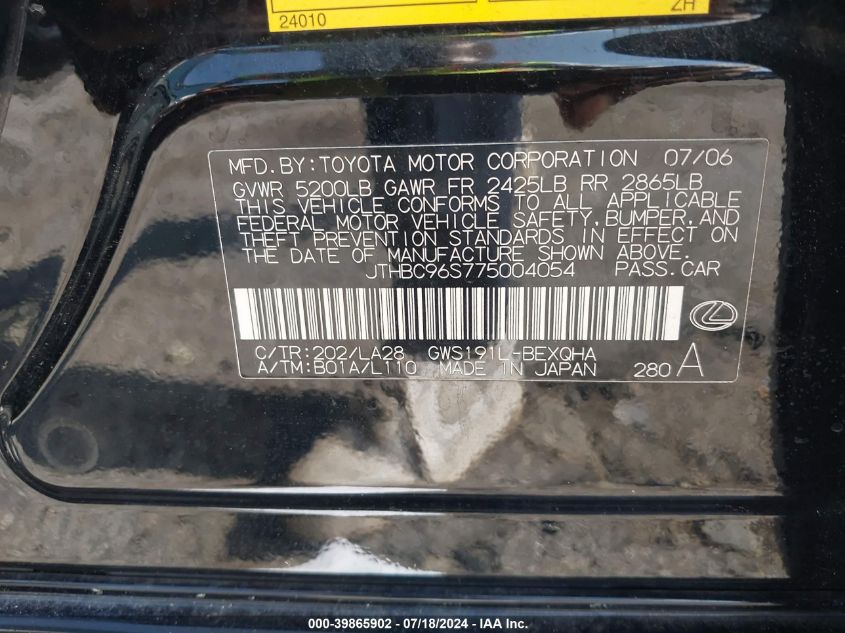 24010
ZH
MFD.BY:TOYOTA MOTOR CORPORATION 07/06
GVWR 5200LB GAWR FR 2425LB RR 2865LB
THIS VEHICLE CONFORMS TO ALL APPLICABLE
FEDERAL MOTOR VEHICLE SAFETY,BUMPER,AND
THEFT PREVENTION STANDARDS IN EFFECT ON
THE DATE OF MANUFACTURE SHOWN ABOVE.
JTHBC96S775004054 PASS.CAR
C/TR:202/LA28 GWS191L-BEXQHA
A/TM:B01A/L110 MADE IN JAPAN 280 A
000-39865902 / 07/18/2024 - IAA Inc.